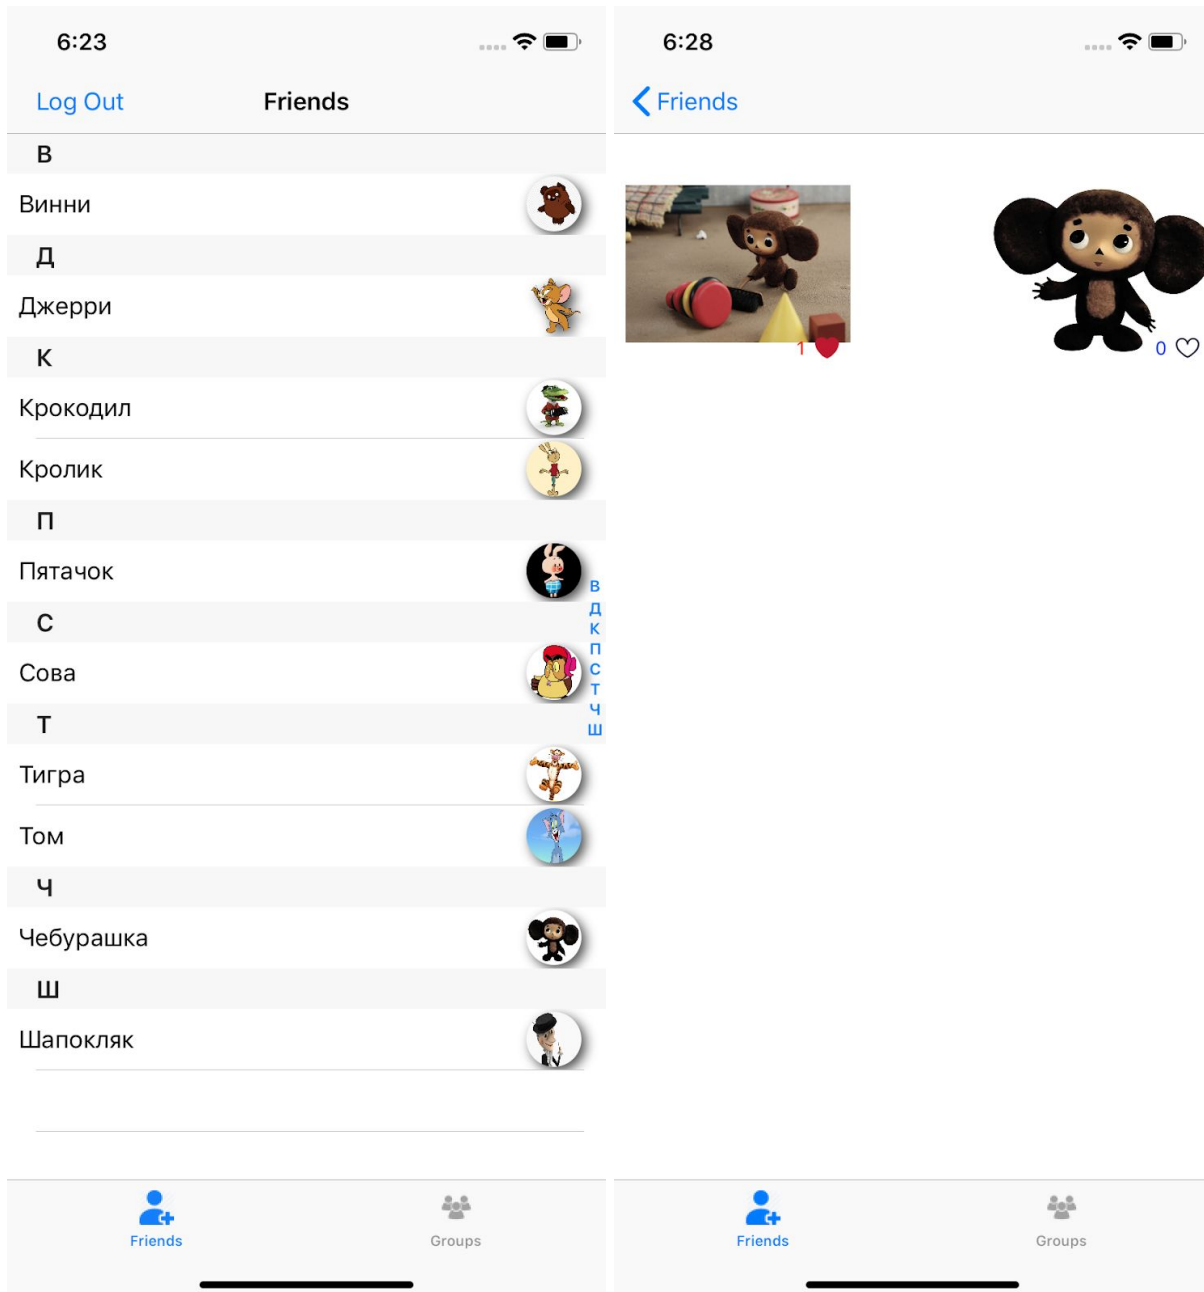 6:23
Log Out
Friends
В
Винни
Д
Джерри
К
Крокодил
Кролик
П
Пятачок
С
Сова
Т
Тигра
Том
Ч
Чебурашка
Ш
Шапокляк
В
Д
К
П
С
Т
Ч
Ш
Friends
Groups
6:28
Friends
1
0
Friends
Groups